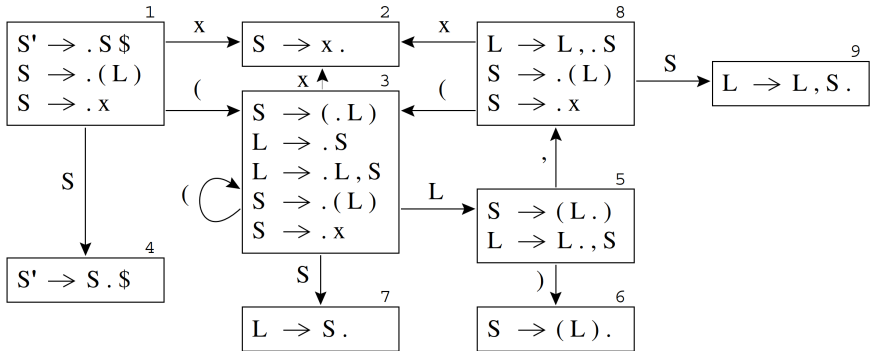 1
S' → . S $
S → . ( L )
S → . x
x
(
S
4
S' → S . $
2
S → x .
x
3
S → ( . L )
L → . S
L → . L , S
S → . ( L )
S → . x
(
S
7
L → S .
L
x
(
8
L → L , . S
S → . ( L )
S → . x
S
9
L → L , S .
,
5
S → ( L . )
L → L . , S
)
6
S → ( L ) .